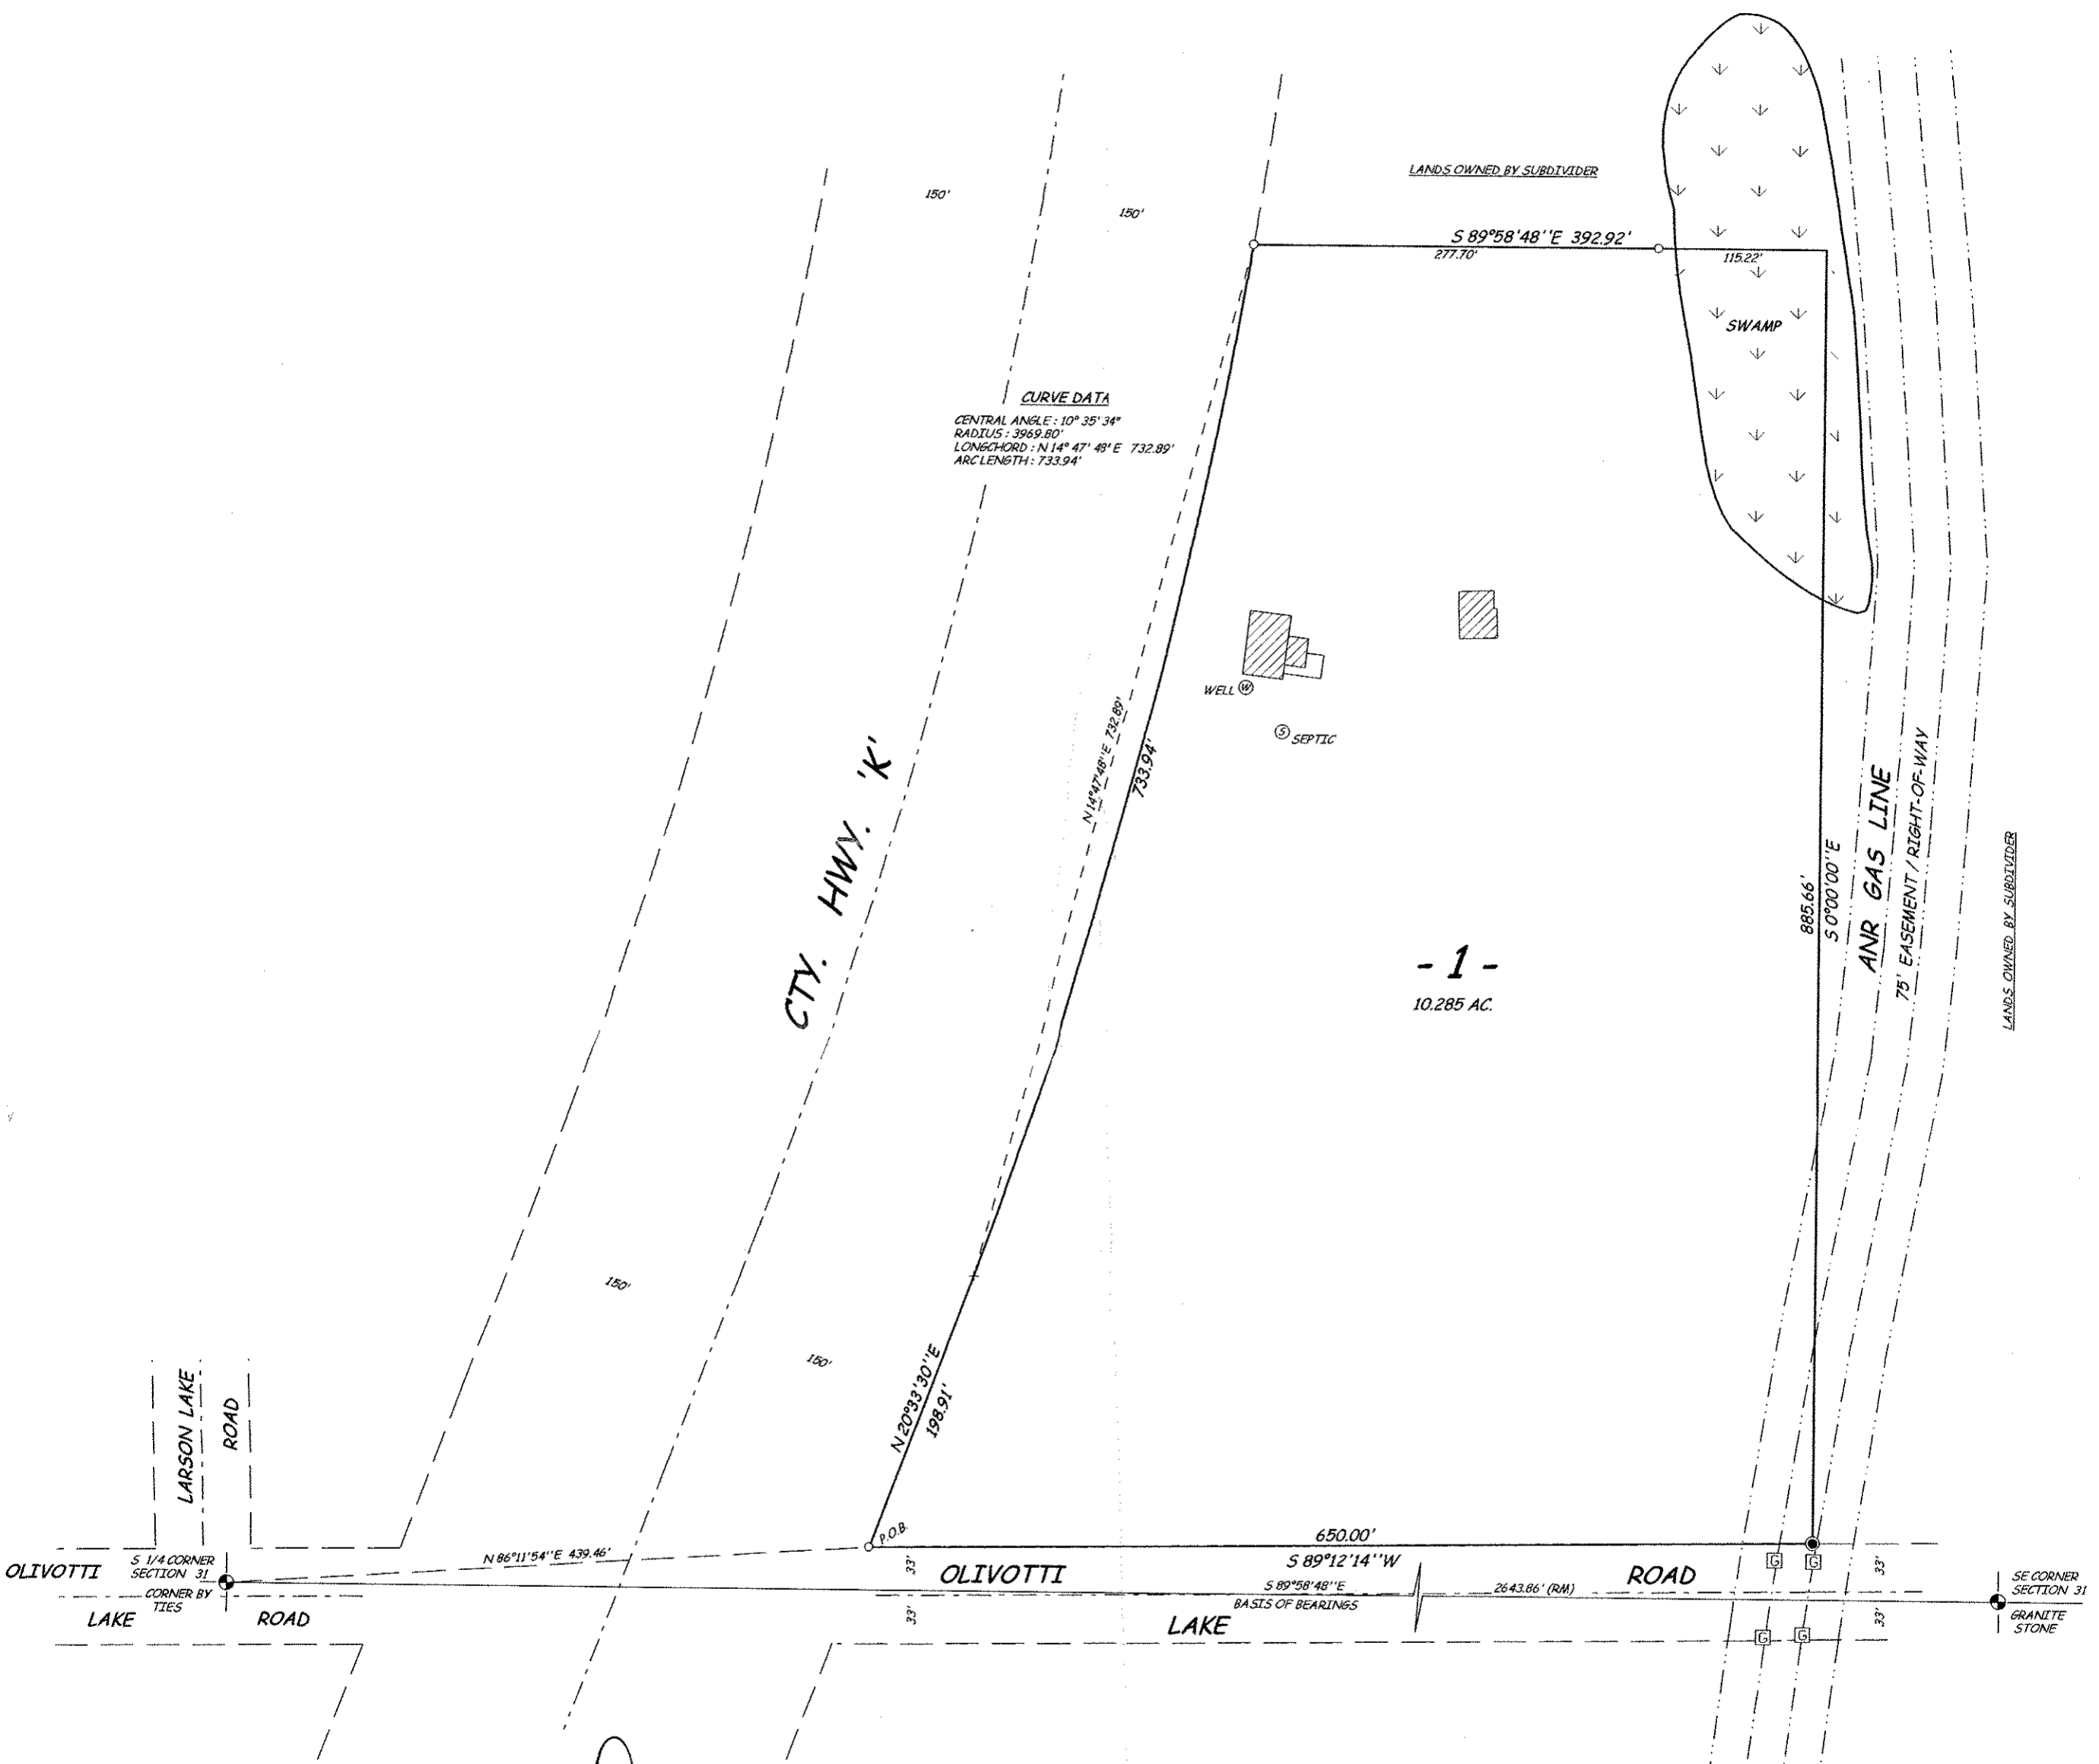 150'
150'
LANDS OWNED BY SUBDIVIDER
S 89°58'48''E 392.92'
277.70'
115.22'
SWAMP
CURVE DATA
CENTRAL ANGLE : 10° 35' 34"
RADIUS : 3969.80'
LONGCHORD : N 14° 47' 48' E 732.89'
ARC LENGTH : 733.94'
WELL W
S SEPTIC
N 14°47'48''E 732.89'
733.94'
CTY. HWY. 'K'
- 1 -
10.285 AC.
885.66'
S 0°00'00''E
ANR GAS LINE
75' EASEMENT / RIGHT-OF-WAY
LANDS OWNED BY SUBDIVIDER
150'
150'
N 20°33'30''E
198.91'
LARSON LAKE
ROAD
P.O.B.
650.00'
S 89°12'14''W
N 86°11'54''E 439.46'
OLIVOTTI
S 1/4 CORNER
SECTION 31
CORNER BY
TIES
LAKE ROAD
33'
33'
OLIVOTTI ROAD
S 89°58'48''E
BASIS OF BEARINGS
2643.86' (RM)
LAKE
G G
G G
33'
33'
SE CORNER
SECTION 31
GRANITE
STONE